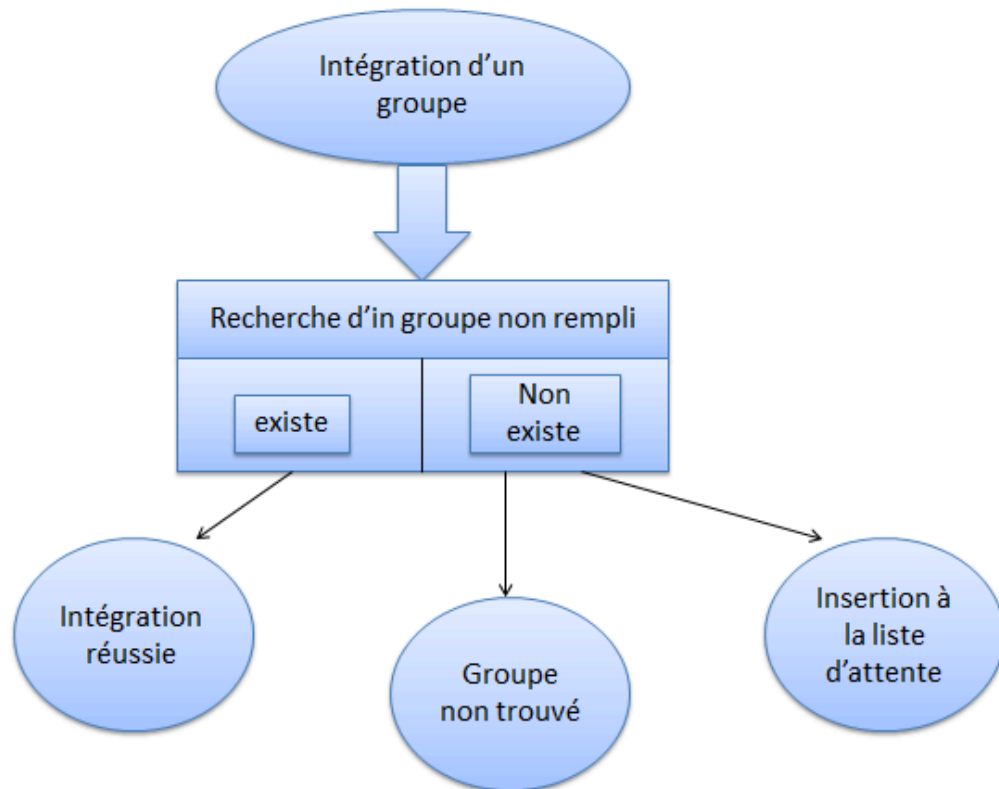 Intégration d'un
groupe
Recherche d'in groupe non rempli
existe
Non
existe
Intégration
réussie
Groupe
non trouvé
Insertion à
la liste
d'attente